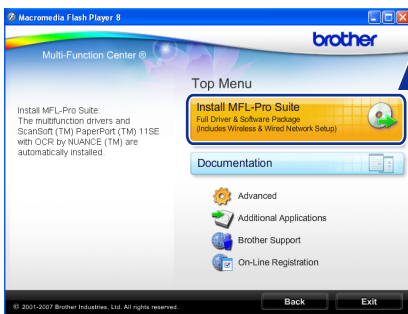 Macromedia Flash Player 8
brother
Multi-Function Center ®
Top Menu
Install MFL-Pro Suite:
The multifunction drivers and
ScanSoft (TM) PaperPort (TM) 11SE
with OCR by NUANCE (TM) are
automatically installed.
Install MFL-Pro Suite
Full Driver & Software Package
(Includes Wireless & Wired Network Setup)
Documentation
Advanced
Additional Applications
Brother Support
On-Line Registration
© 2001-2007 Brother Industries, Ltd. All rights reserved.
Back
Exit